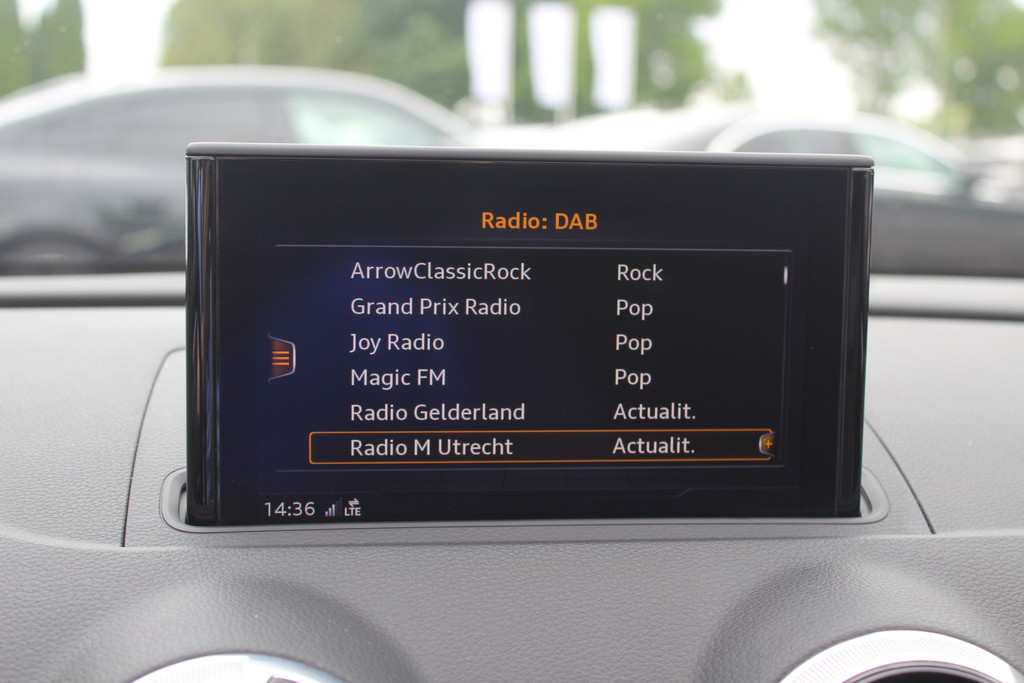 Radio: DAB
ArrowClassicRock Rock
Grand Prix Radio Pop
Joy Radio Pop
Magic FM Pop
Radio Gelderland Actualit.
Radio M Utrecht Actualit.
14:36 LTE